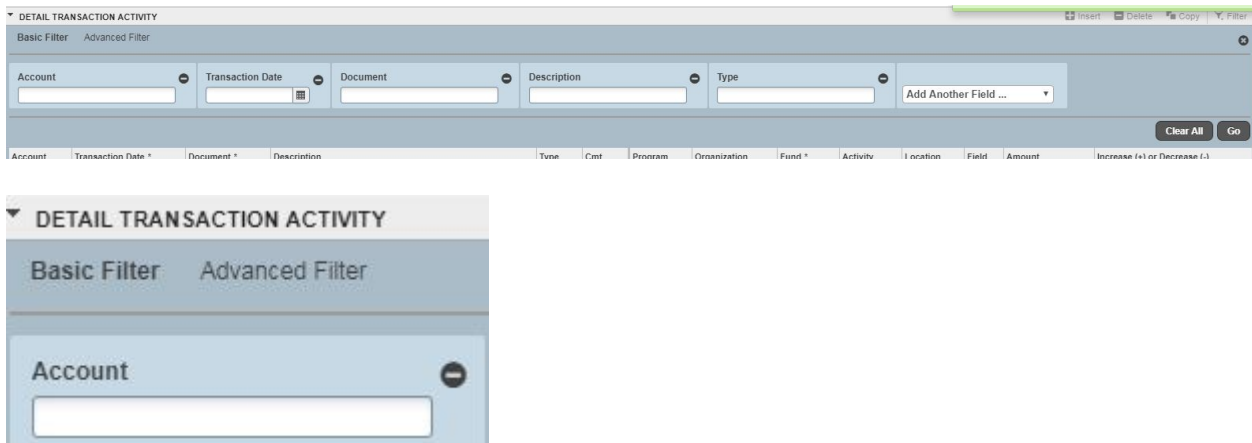 DETAIL TRANSACTION ACTIVITY Insert Delete Copy Filter
Basic Filter Advanced Filter
Account Transaction Date Document Description Type
Add Another Field ...
Clear All Go
Account Transaction Date * Document * Description Type Cmt Program Organization Fund * Activity Location Field Amount Increase (+) or Decrease (-)
DETAIL TRANSACTION ACTIVITY
Basic Filter Advanced Filter
Account